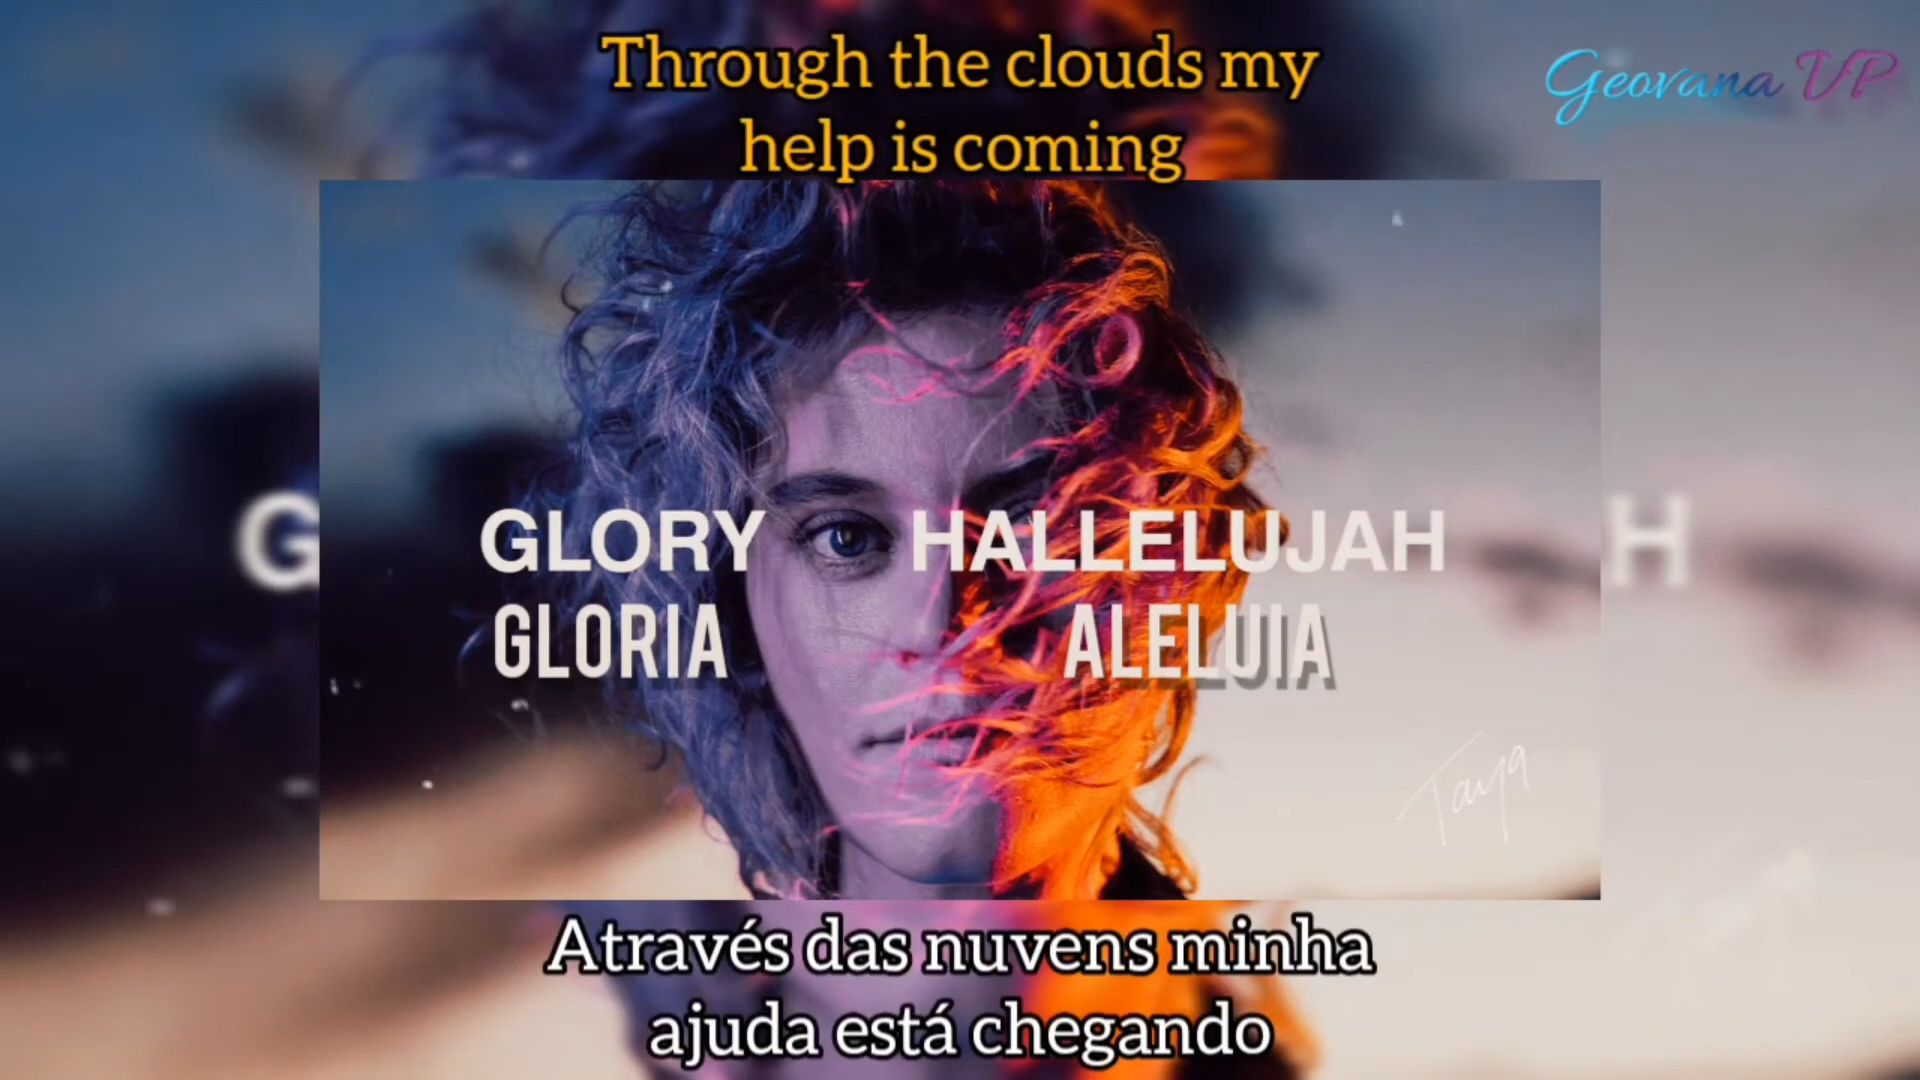 Through the clouds my
help is coming
Geovana VP
GLORY HALLELUJAH
GLORIA ALELUIA
Taya
Através das nuvens minha
ajuda está chegando